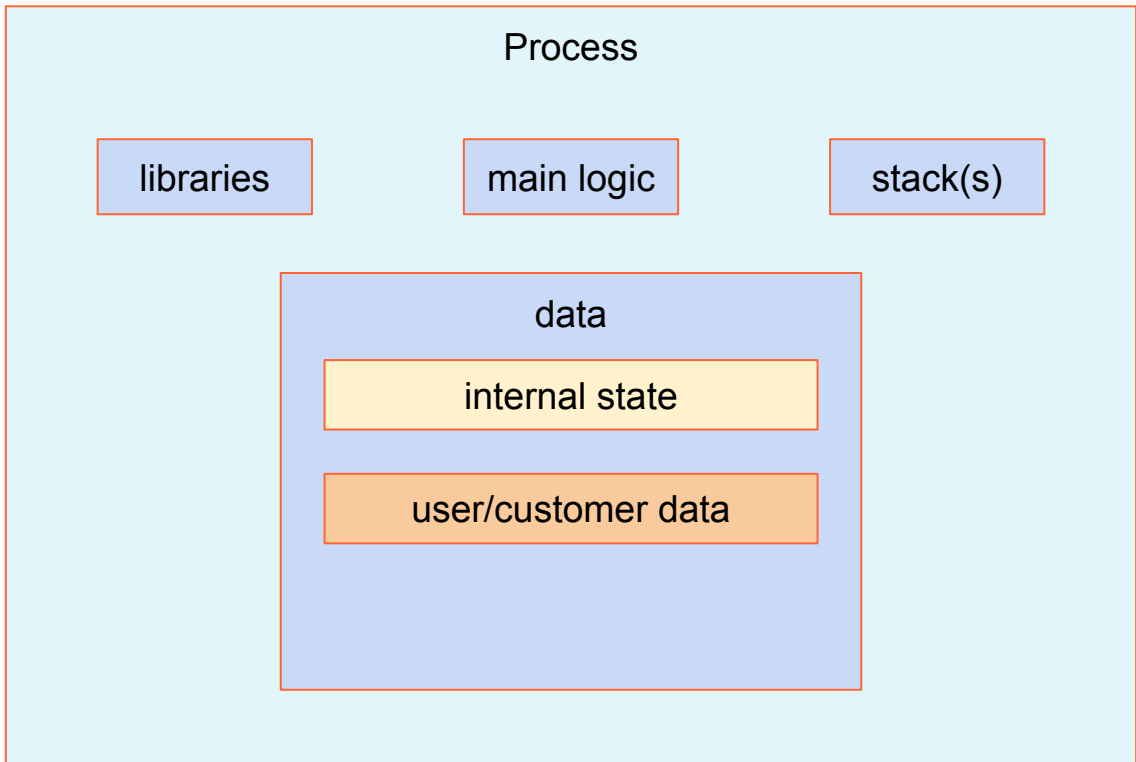 Process
libraries
main logic
stack(s)
data
internal state
user/customer data